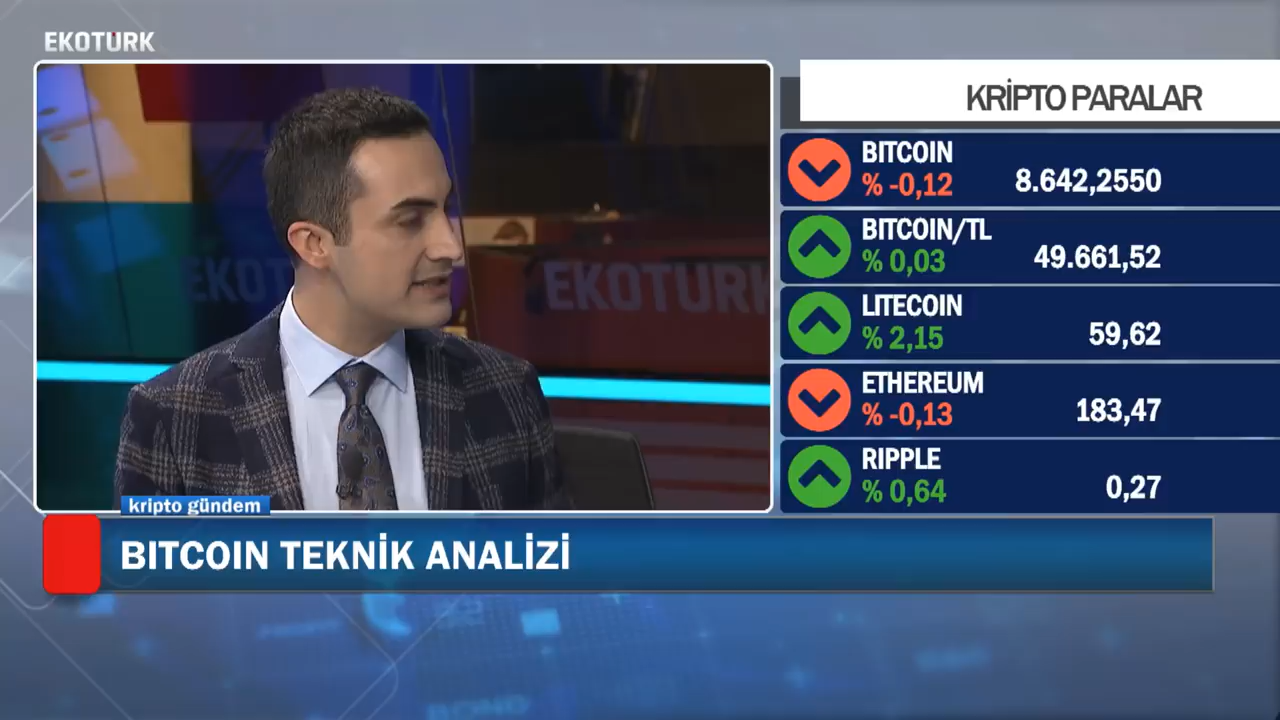 EKOTÜRK
EKOTÜRK
EKOTÜRK
KRİPTO PARALAR
BITCOIN
% -0,12
8.642,2550
BITCOIN/TL
% 0,03
49.661,52
LITECOIN
% 2,15
59,62
ETHEREUM
% -0,13
183,47
RIPPLE
% 0,64
0,27
kripto gündem
BITCOIN TEKNİK ANALİZİ